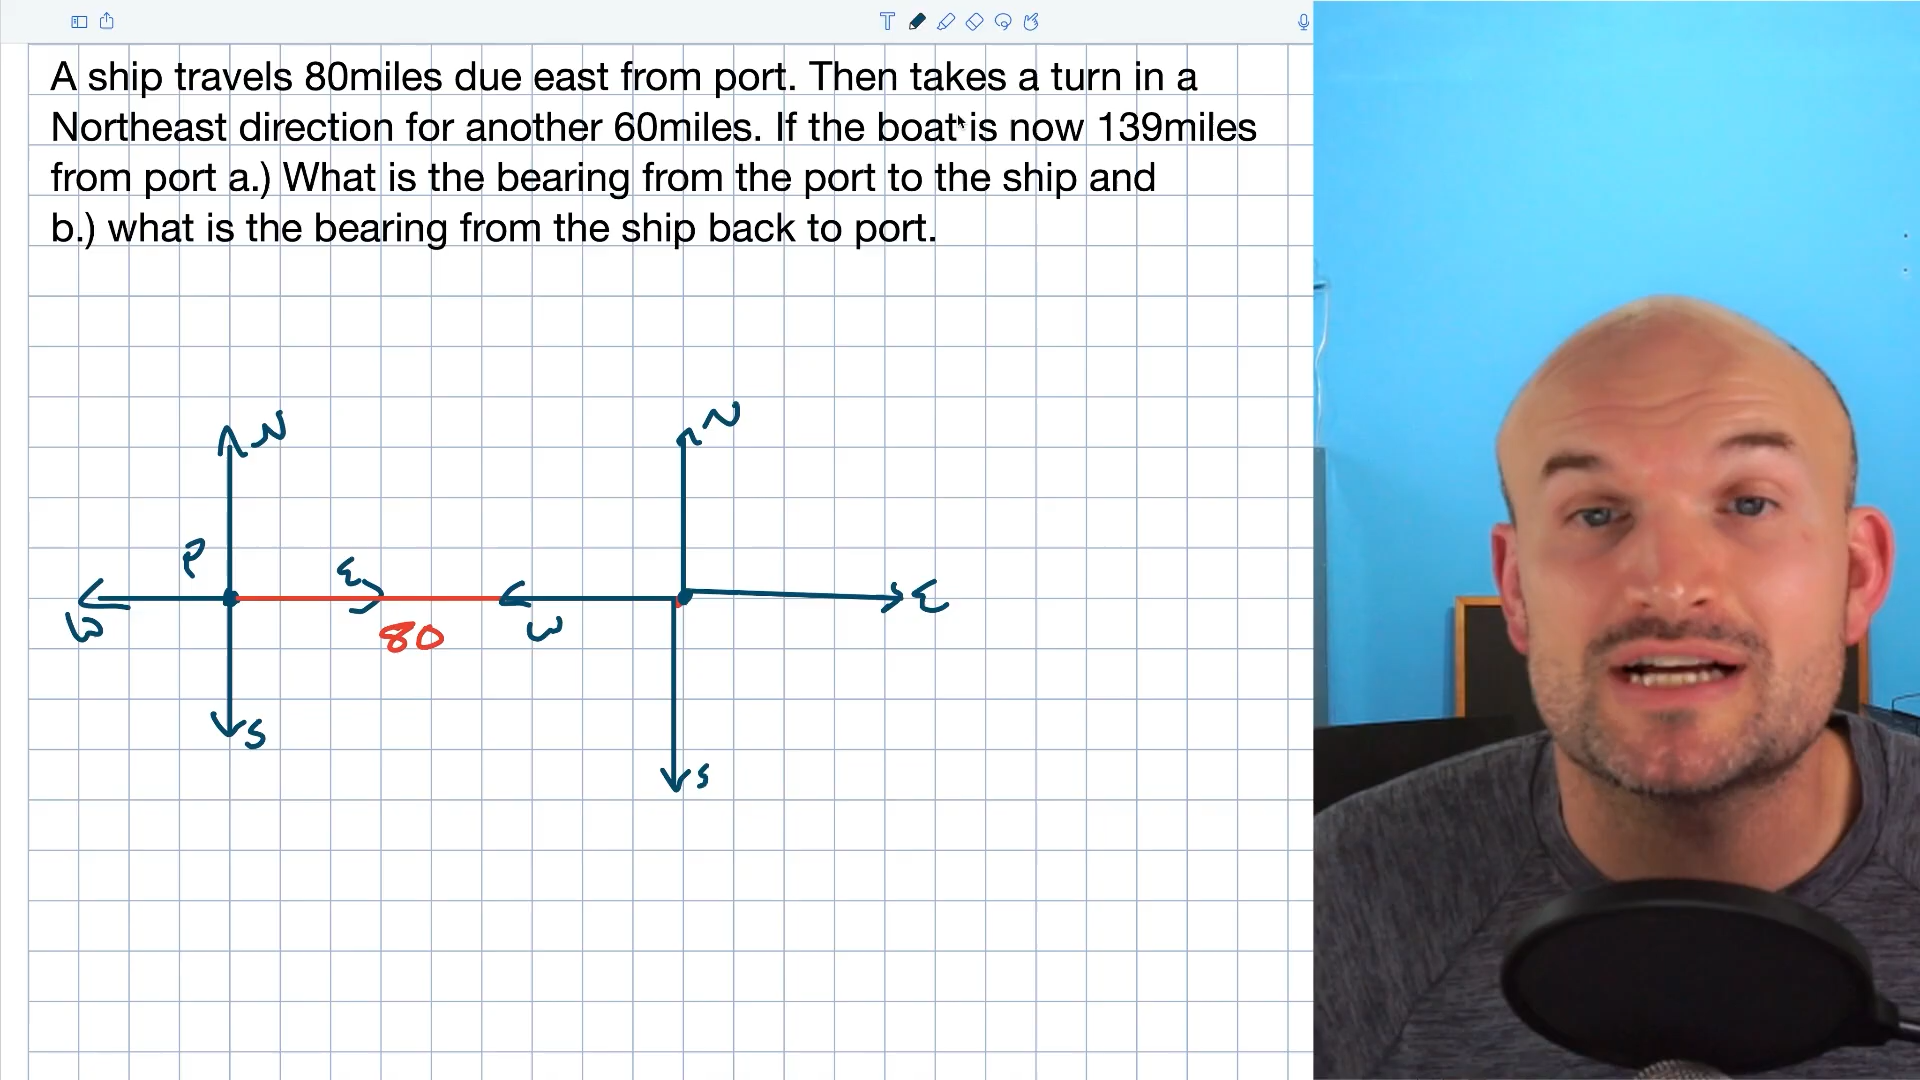 T
A ship travels 80miles due east from port. Then takes a turn in a
Northeast direction for another 60miles. If the boat is now 139miles
from port a.) What is the bearing from the port to the ship and
b.) what is the bearing from the ship back to port.
N
N
P
E
E
W
80
W
S
S